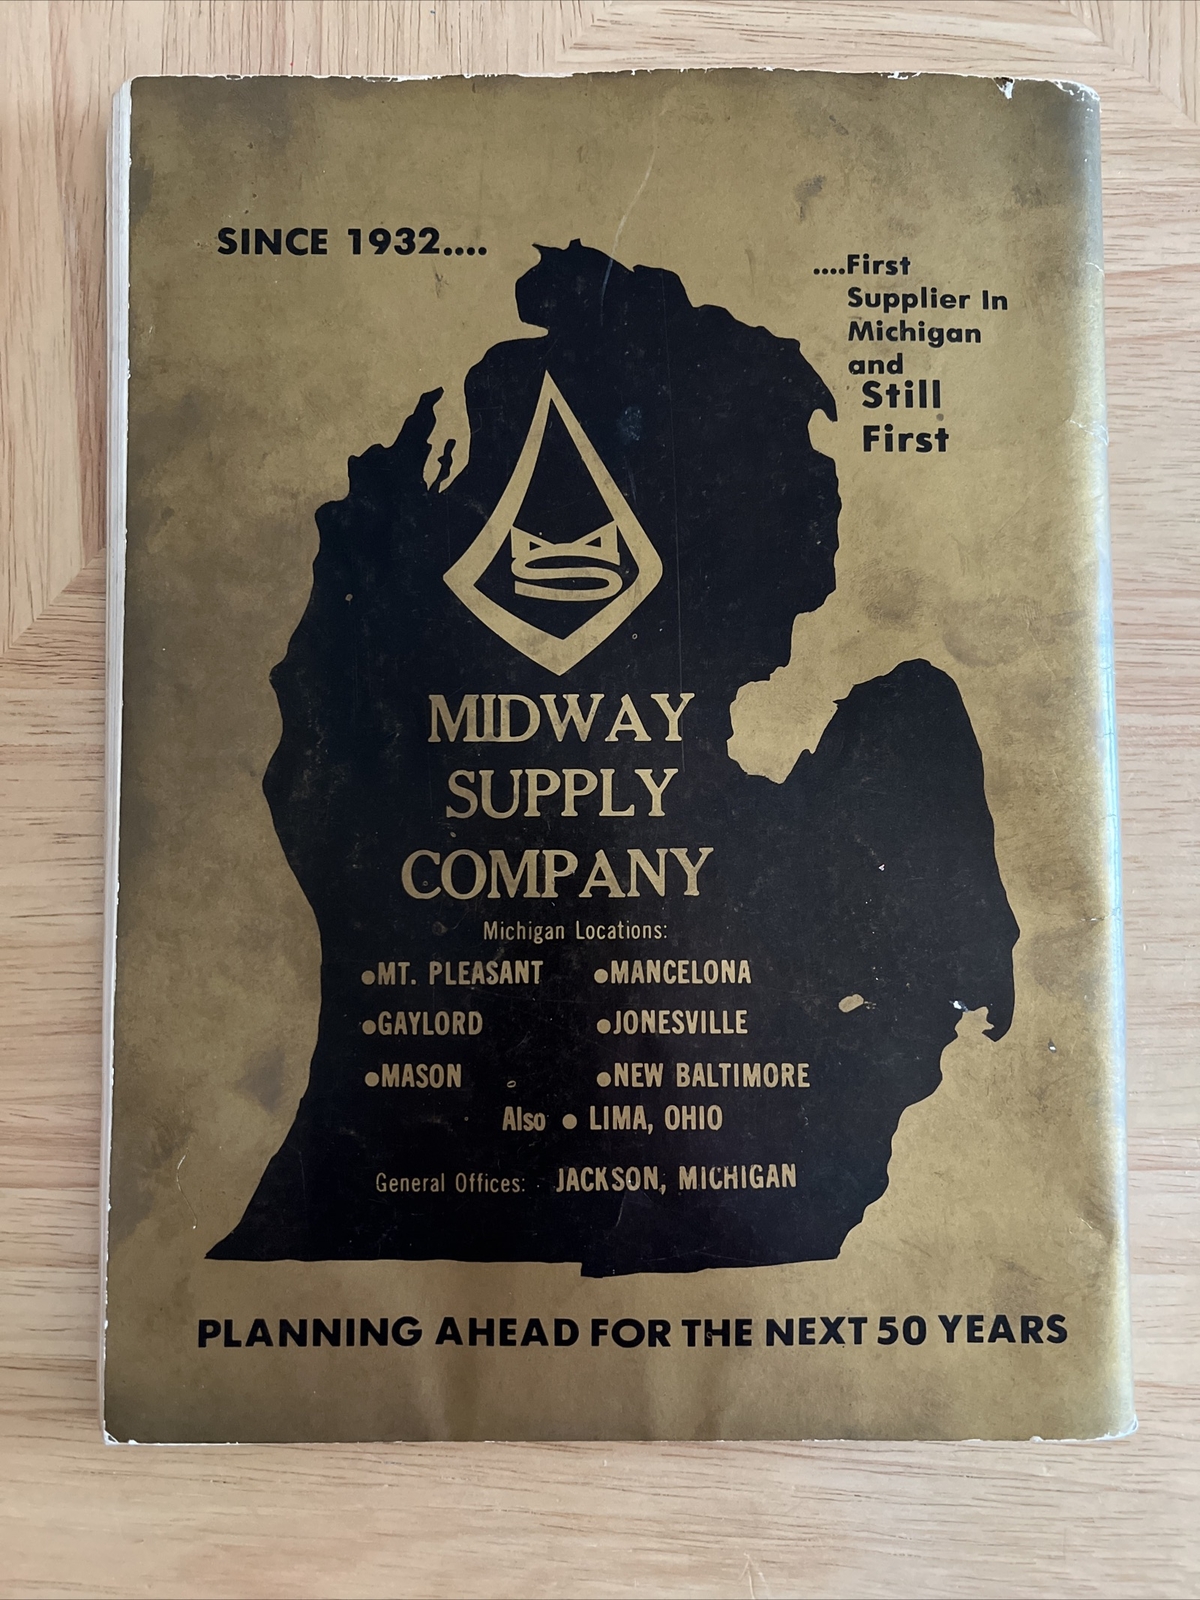 SINCE 1932....
....First
Supplier In
Michigan
and
Still
First
MS
MIDWAY
SUPPLY
COMPANY
Michigan Locations:
●MT. PLEASANT ●MANCELONA
●GAYLORD ●JONESVILLE
●MASON ●NEW BALTIMORE
Also ● LIMA, OHIO
General Offices: JACKSON, MICHIGAN
PLANNING AHEAD FOR THE NEXT 50 YEARS